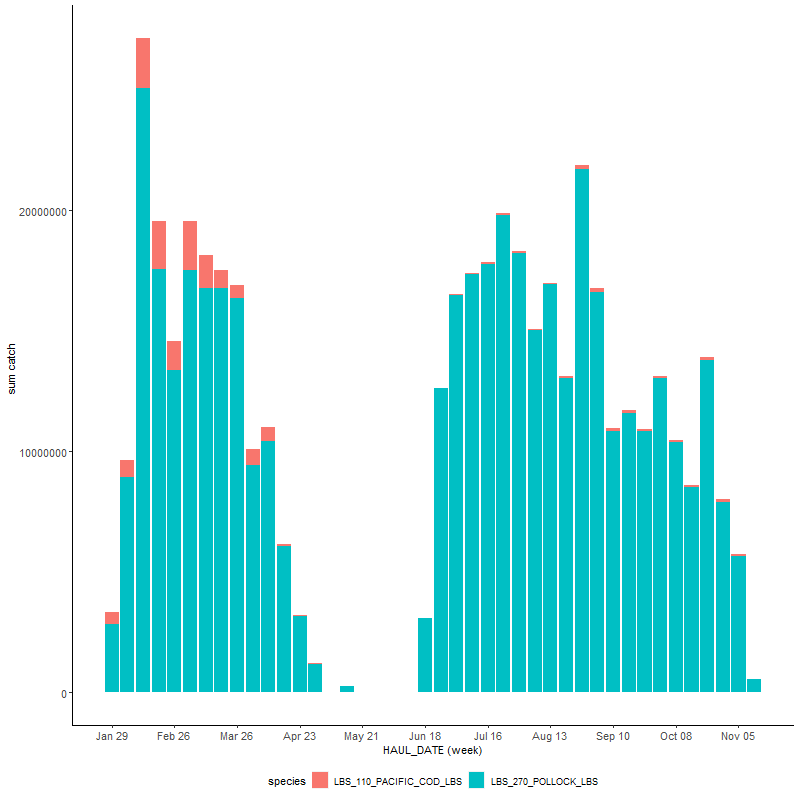 sum catch
20000000
10000000
0
Jan 29 Feb 26 Mar 26 Apr 23 May 21 Jun 18 Jul 16 Aug 13 Sep 10 Oct 08 Nov 05
HAUL_DATE (week)
species LBS_110_PACIFIC_COD_LBS LBS_270_POLLOCK_LBS